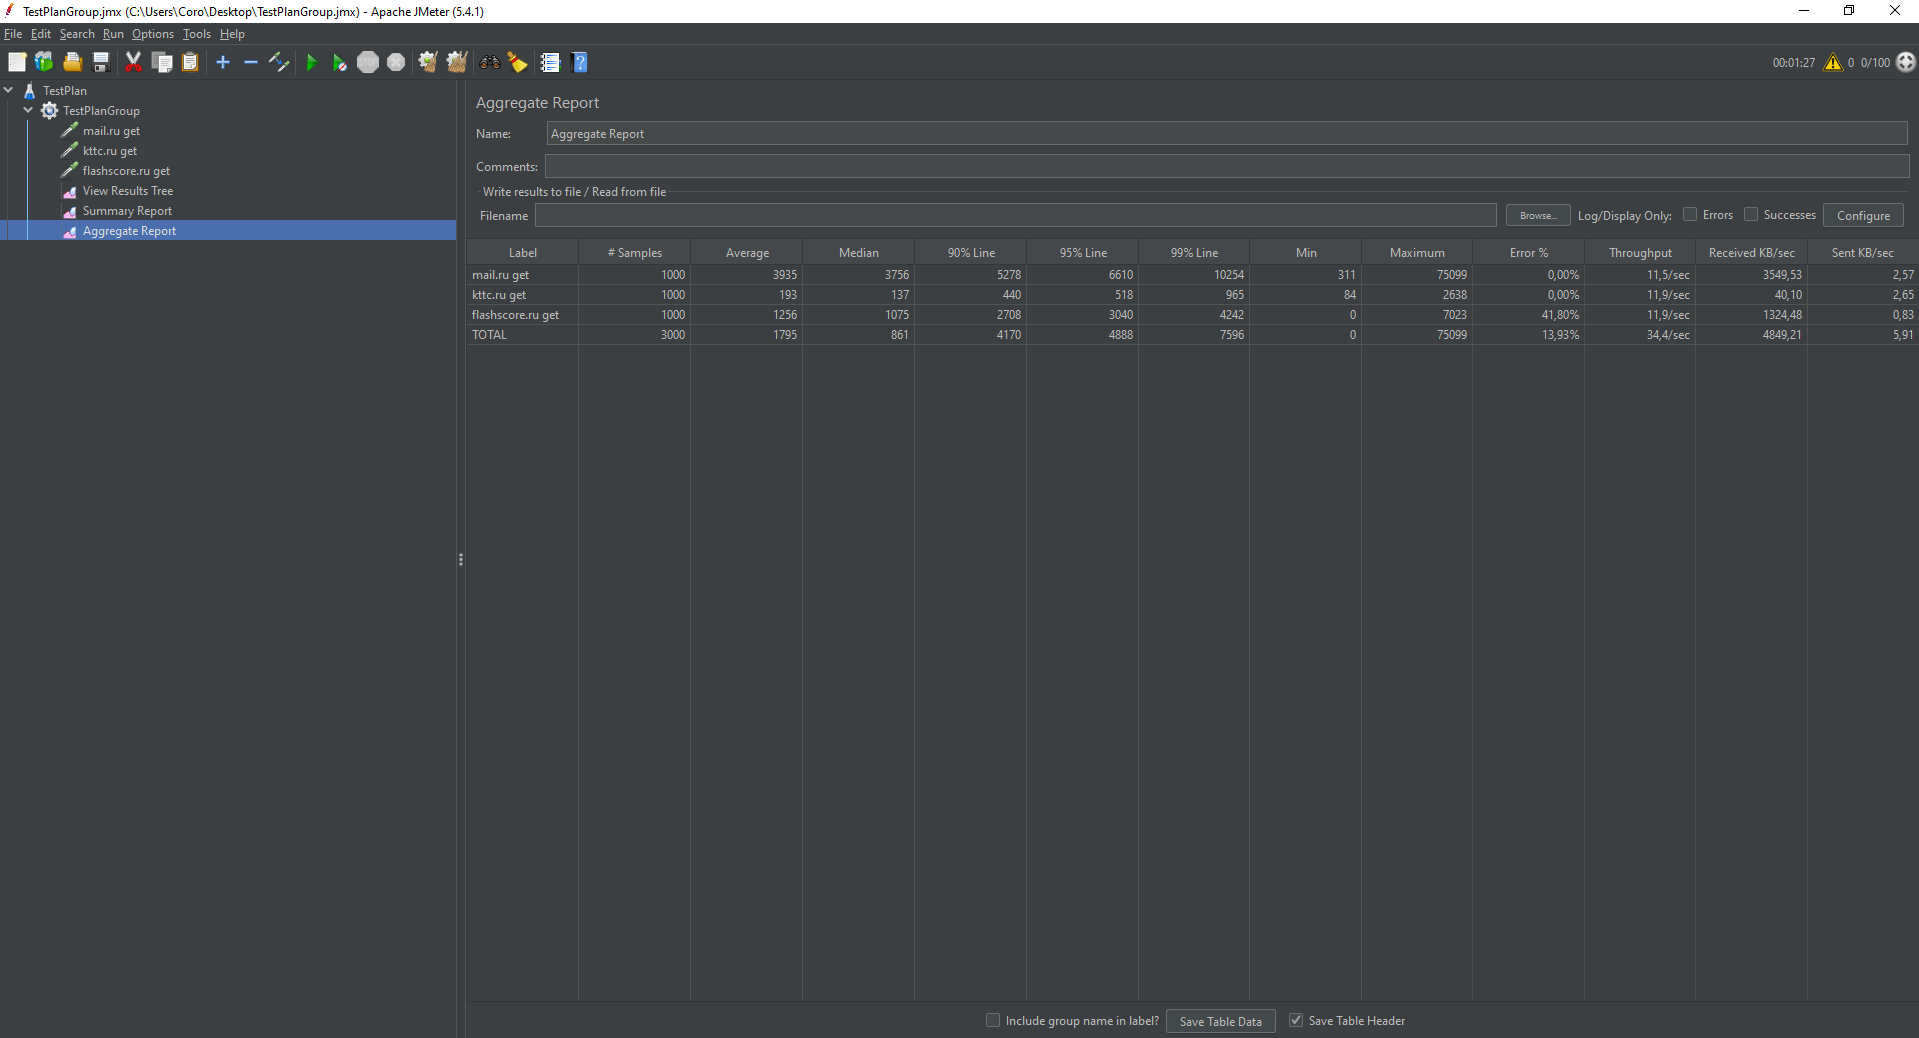 TestPlanGroup.jmx (C:\Users\Coro\Desktop\TestPlanGroup.jmx) - Apache JMeter (5.4.1)
File Edit Search Run Options Tools Help
STOP
?
00:01:27 0 0/100
TestPlan
TestPlanGroup
mail.ru get
kttc.ru get
flashscore.ru get
View Results Tree
Summary Report
Aggregate Report
Aggregate Report
Name: Aggregate Report
Comments:
Write results to file / Read from file
Filename Browse... Log/Display Only: Errors Successes Configure
Label # Samples Average Median 90% Line 95% Line 99% Line Min Maximum Error % Throughput Received KB/sec Sent KB/sec
mail.ru get 1000 3935 3756 5278 6610 10254 311 75099 0,00% 11,5/sec 3549,53 2,57
kttc.ru get 1000 193 137 440 518 965 84 2638 0,00% 11,9/sec 40,10 2,65
flashscore.ru get 1000 1256 1075 2708 3040 4242 0 7023 41,80% 11,9/sec 1324,48 0,83
TOTAL 3000 1795 861 4170 4888 7596 0 75099 13,93% 34,4/sec 4849,21 5,91
Include group name in label? Save Table Data Save Table Header